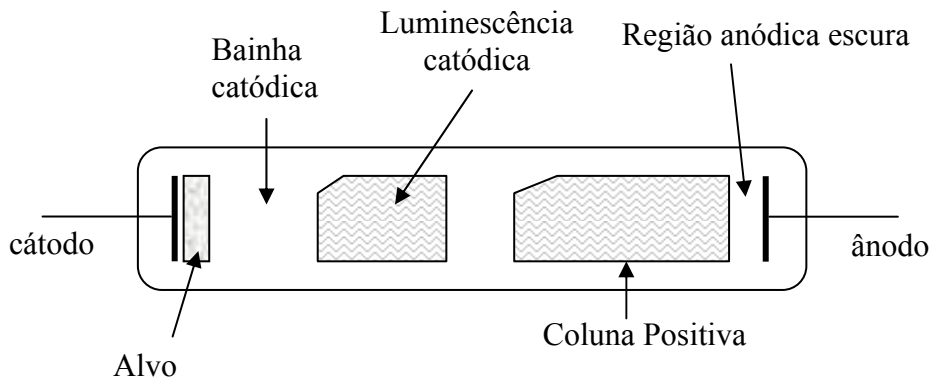 Bainha
catódica
Luminescência
catódica
Região anódica escura
cátodo
ânodo
Coluna Positiva
Alvo